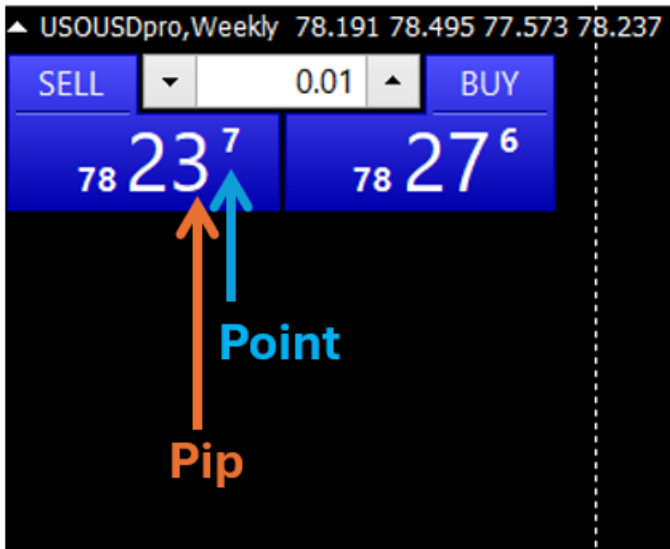 USOUSDpro,Weekly 78.191 78.495 77.573 78.237
SELL 0.01 BUY
78 23 7 78 27 6
Point
Pip